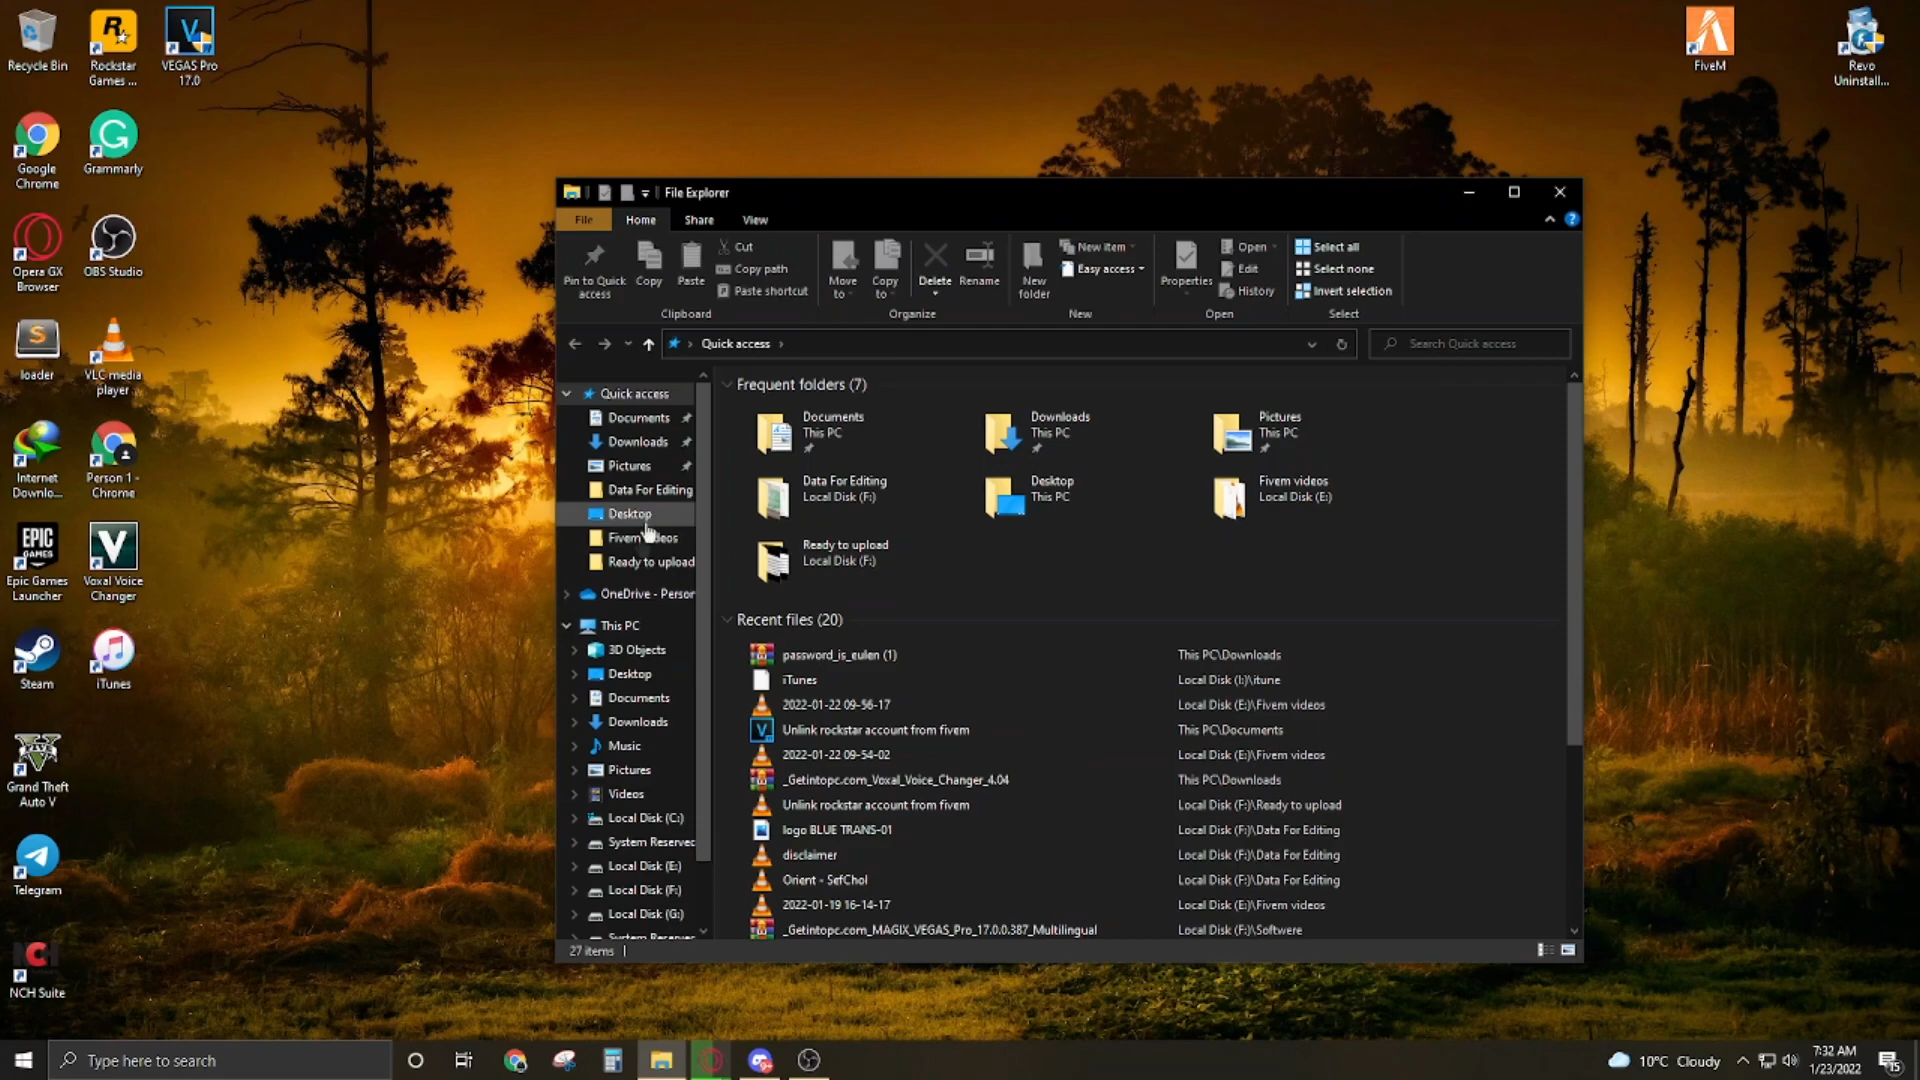 Recycle Bin
Rockstar
Games ...
VEGAS Pro
17.0
FiveM
Revo
Uninstall...
Google
Chrome
Grammarly
Opera GX
Browser
OBS Studio
loader
VLC media
player
Internet
Downlo...
Person 1 -
Chrome
Epic Games
Launcher
Voxal Voice
Changer
Steam
iTunes
Grand Theft
Auto V
Telegram
NCH Suite
File Explorer
File
Home
Share
View
Pin to Quick
access
Copy
Paste
Cut
Copy path
Paste shortcut
Clipboard
Move
to
Copy
to
Delete
Rename
Organize
New
folder
New item
Easy access
New
Properties
Open
Edit
History
Open
Select all
Select none
Invert selection
Select
Quick access
Search Quick access
Quick access
Documents
Downloads
Pictures
Data For Editing
Desktop
Ready to upload
OneDrive - Person
This PC
3D Objects
Desktop
Documents
Downloads
Music
Pictures
Videos
Local Disk (C:)
System Reserved
Local Disk (E:)
Local Disk (F:)
Local Disk (G:)
Frequent folders (7)
Documents
This PC
Downloads
This PC
Pictures
This PC
Data For Editing
Local Disk (F:)
Desktop
This PC
Fivem videos
Local Disk (E:)
Ready to upload
Local Disk (F:)
Recent files (20)
password_is_eulen (1) This PC\Downloads
iTunes Local Disk (I:)\itune
2022-01-22 09-56-17 Local Disk (E:)\Fivem videos
Unlink rockstar account from fivem This PC\Documents
2022-01-22 09-54-02 Local Disk (E:)\Fivem videos
_Getintopc.com_Voxal_Voice_Changer_4.04 This PC\Downloads
Unlink rockstar account from fivem Local Disk (F:)\Ready to upload
logo BLUE TRANS-01 Local Disk (F:)\Data For Editing
disclaimer Local Disk (F:)\Data For Editing
Orient - SefChol Local Disk (F:)\Data For Editing
2022-01-19 16-14-17 Local Disk (E:)\Fivem videos
_Getintopc.com_MAGIX_VEGAS_Pro_17.0.0.387_Multilingual Local Disk (F:)\Softwere
27 items
Type here to search
10°C Cloudy
7:32 AM
1/23/2022
15